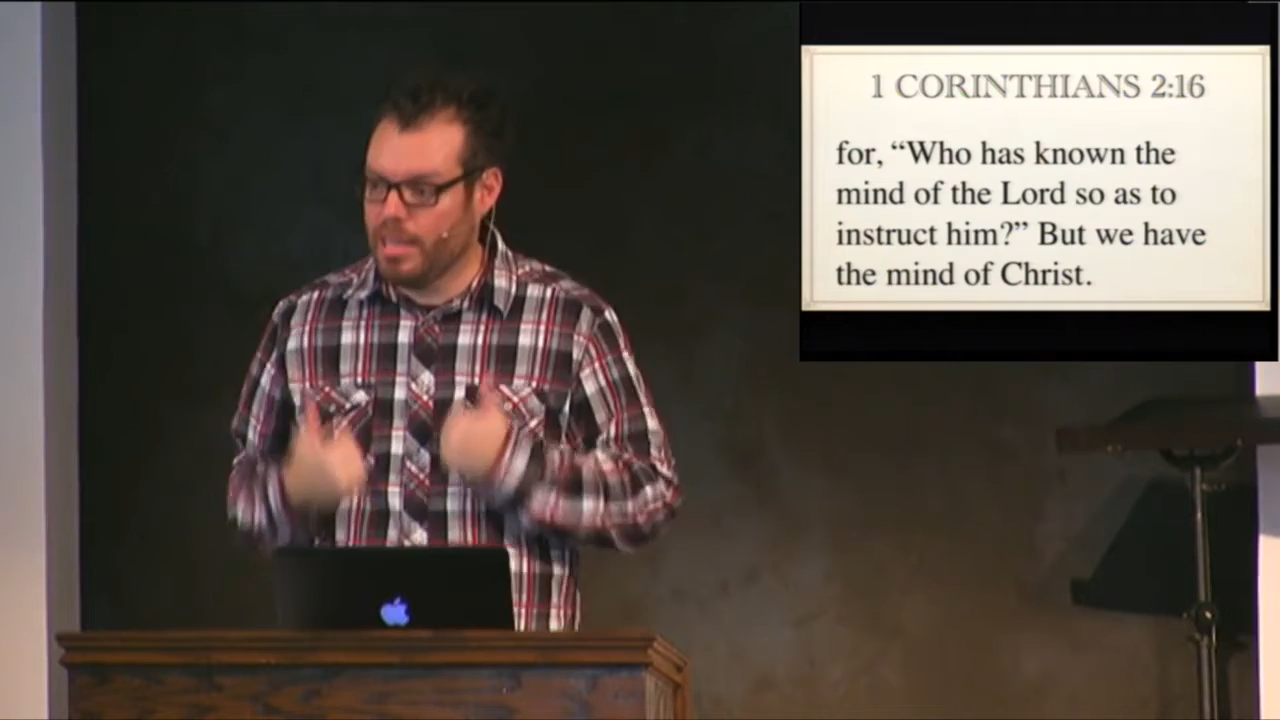 1 CORINTHIANS 2:16
for, “Who has known the
mind of the Lord so as to
instruct him?” But we have
the mind of Christ.